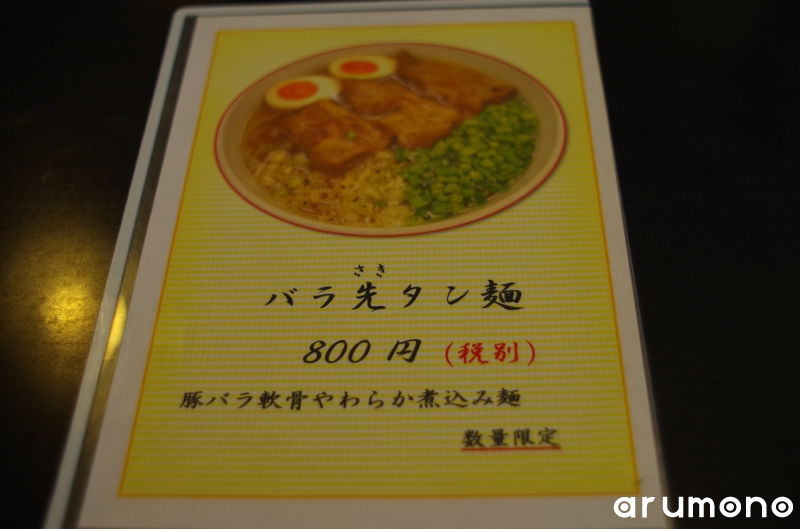 さき
バラ先タン麺
800円 (税別)
豚バラ軟骨やわらか煮込み麺
数量限定
arumono